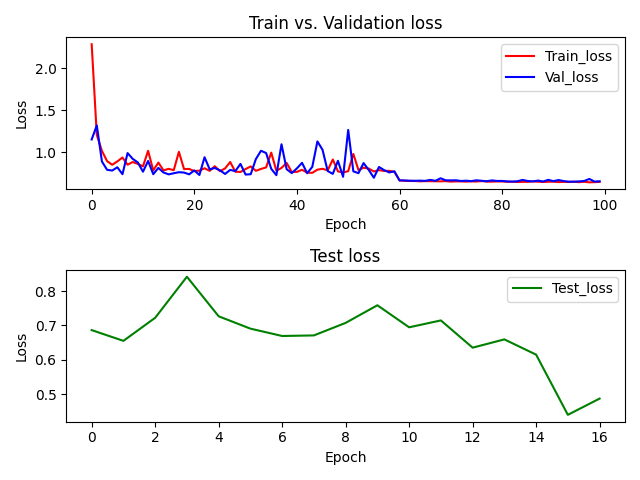 Train vs. Validation loss
Loss
2.0
1.5
1.0
Train_loss
Val_loss
0 20 40 60 80 100
Epoch
Test loss
Loss
0.8
0.7
0.6
0.5
Test_loss
0 2 4 6 8 10 12 14 16
Epoch